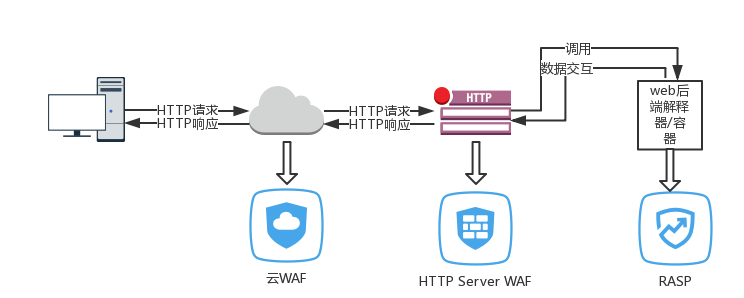 调用
数据交互
HTTP
web后
端解释
器/容
器
HTTP请求
HTTP响应
HTTP请求
HTTP响应
云WAF
HTTP Server WAF
RASP